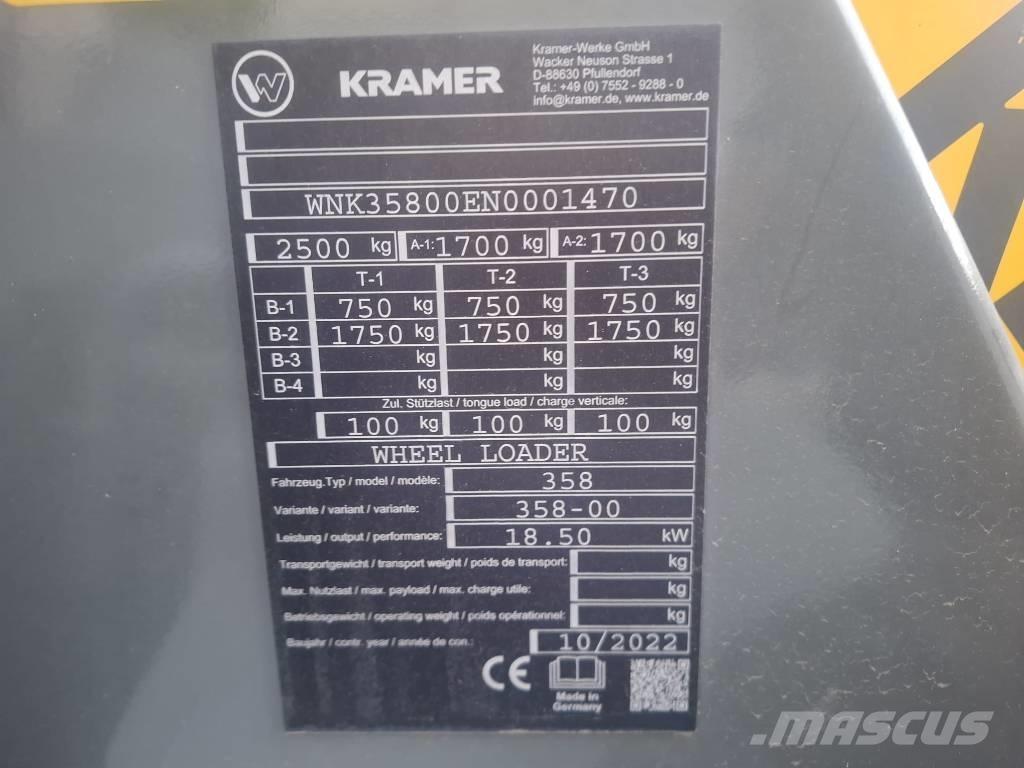 W KRAMER
Kramer-Werke GmbH
Wacker Neuson Strasse 1
D-88630 Pfullendorf
Tel.: +49 (0) 7552 - 9288 - 0
info@kramer.de, www.kramer.de
WNK35800EN0001470
2500 kg A-1: 1700 kg A-2: 1700 kg
T-1 T-2 T-3
B-1 750 kg 750 kg 750 kg
B-2 1750 kg 1750 kg 1750 kg
B-3 kg kg kg
B-4 kg kg kg
Zul. Stützlast / tongue load / charge verticale:
100 kg 100 kg 100 kg
WHEEL LOADER
Fahrzeug.Typ / model / modèle: 358
Variante / variant / variante: 358-00
Leistung / output / performance: 18.50 kW
Transportgewicht / transport weight / poids de transport: kg
Max. Nutzlast / max. payload / max. charge utile: kg
Betriebsgewicht / operating weight / poids opérationnel: kg
Baujahr / contr. year / année de con.: 10/2022
CE
Made in
Germany
MASCUS